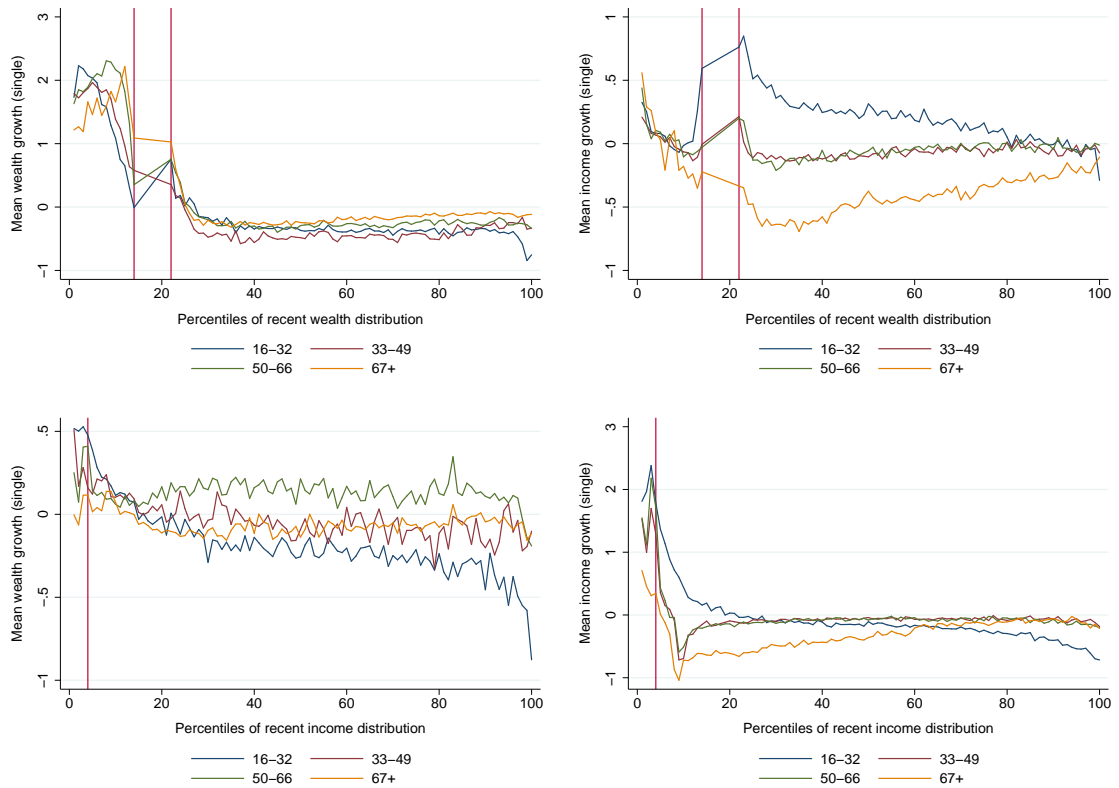 Mean wealth growth (single)
3
2
1
0
−1
0 20 40 60 80 100
Percentiles of recent wealth distribution
16−32 33−49
50−66 67+
Mean income growth (single)
1
.5
0
−.5
−1
0 20 40 60 80 100
Percentiles of recent wealth distribution
16−32 33−49
50−66 67+
Mean wealth growth (single)
.5
0
−.5
−1
0 20 40 60 80 100
Percentiles of recent income distribution
16−32 33−49
50−66 67+
Mean income growth (single)
3
2
1
0
−1
0 20 40 60 80 100
Percentiles of recent income distribution
16−32 33−49
50−66 67+